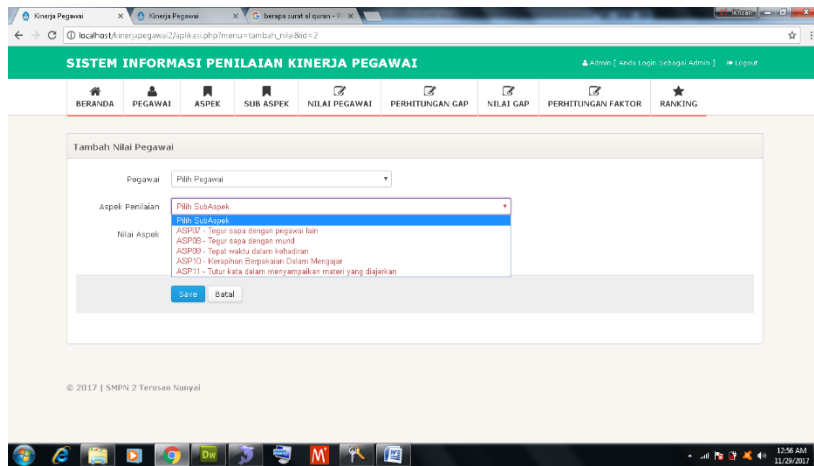 Kinerja Pegawai
Kinerja Pegawai
berapa surat al quran - P
localhost/kinerjapegawai2/aplikasi.php?menu=tambah_nilai&id=2
SISTEM INFORMASI PENILAIAN KINERJA PEGAWAI
Admin [ Anda Login Sebagai Admin ] Logout
BERANDA PEGAWAI ASPEK SUB ASPEK NILAI PEGAWAI PERHITUNGAN GAP NILAI GAP PERHITUNGAN FAKTOR RANKING
Tambah Nilai Pegawai
Pegawai Pilih Pegawai
Aspek Penilaian Pilih SubAspek
Pilih SubAspek
ASP07 - Tegur sapa dengan pegawai lain
Nilai Aspek
ASP08 - Tegur sapa dengan murid
ASP09 - Tepat waktu dalam kehadiran
ASP10 - Kerapihan Berpakaian Dalam Mengajar
ASP11 - Tutur kata dalam menyampaikan materi yang diajarkan
Save Batal
© 2017 | SMPN 2 Terusan Nunyai
Dw
12:56 AM
11/29/2017